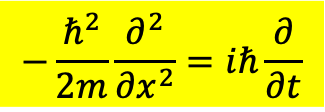 −ħ²/2m ∂²/∂x² = iħ ∂/∂t